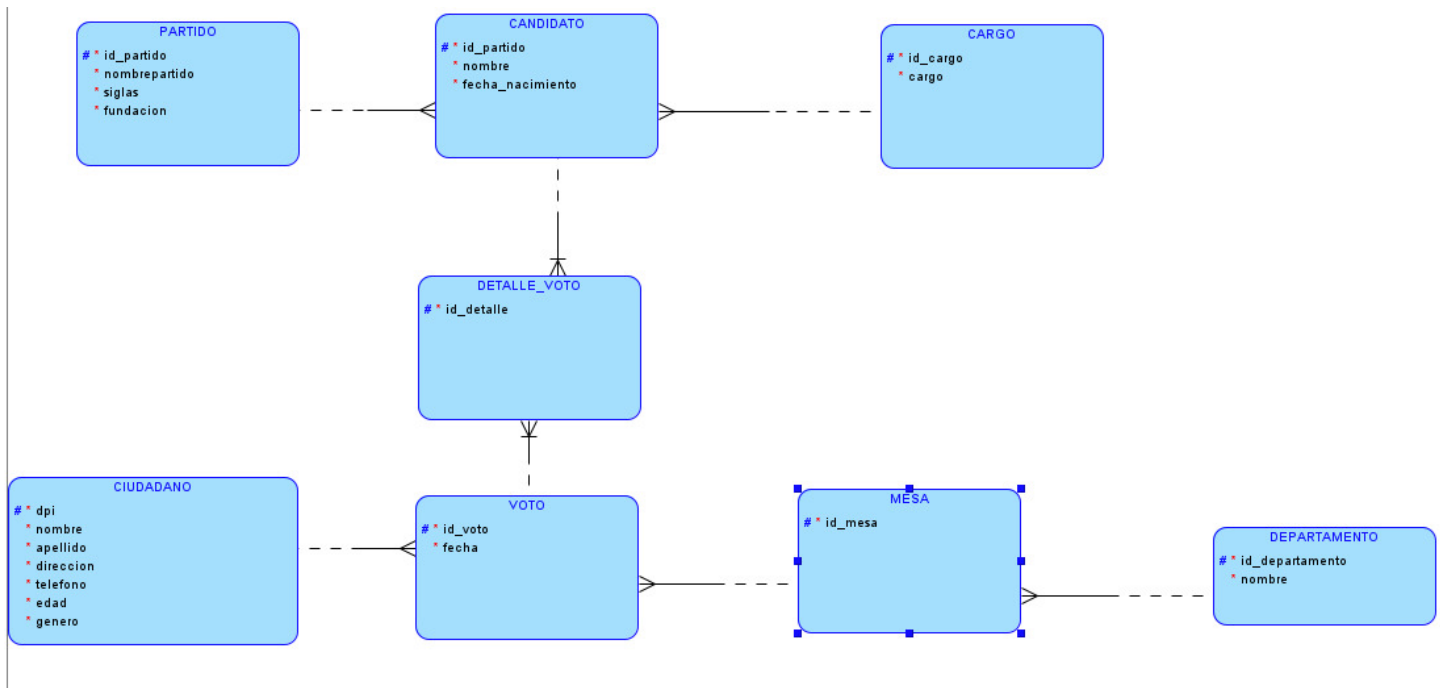 PARTIDO
# * id_partido
* nombrepartido
* siglas
* fundacion
CANDIDATO
# * id_partido
* nombre
* fecha_nacimiento
CARGO
# * id_cargo
* cargo
DETALLE_VOTO
# * id_detalle
CIUDADANO
# * dpi
* nombre
* apellido
* direccion
* telefono
* edad
* genero
VOTO
# * id_voto
* fecha
MESA
# * id_mesa
DEPARTAMENTO
# * id_departamento
* nombre